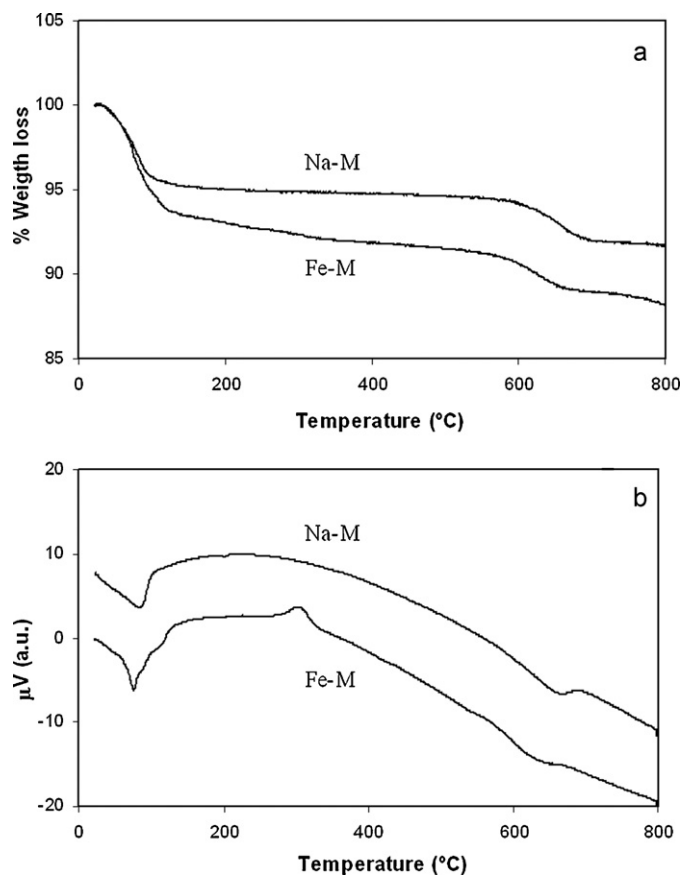 105
a
100
Na-M
95
% Weigth loss
90
Fe-M
85
0 200 400 600 800
Temperature (°C)
20
b
Na-M
10
0
µV (a.u.)
Fe-M
-10
-20
0 200 400 600 800
Temperature (°C)